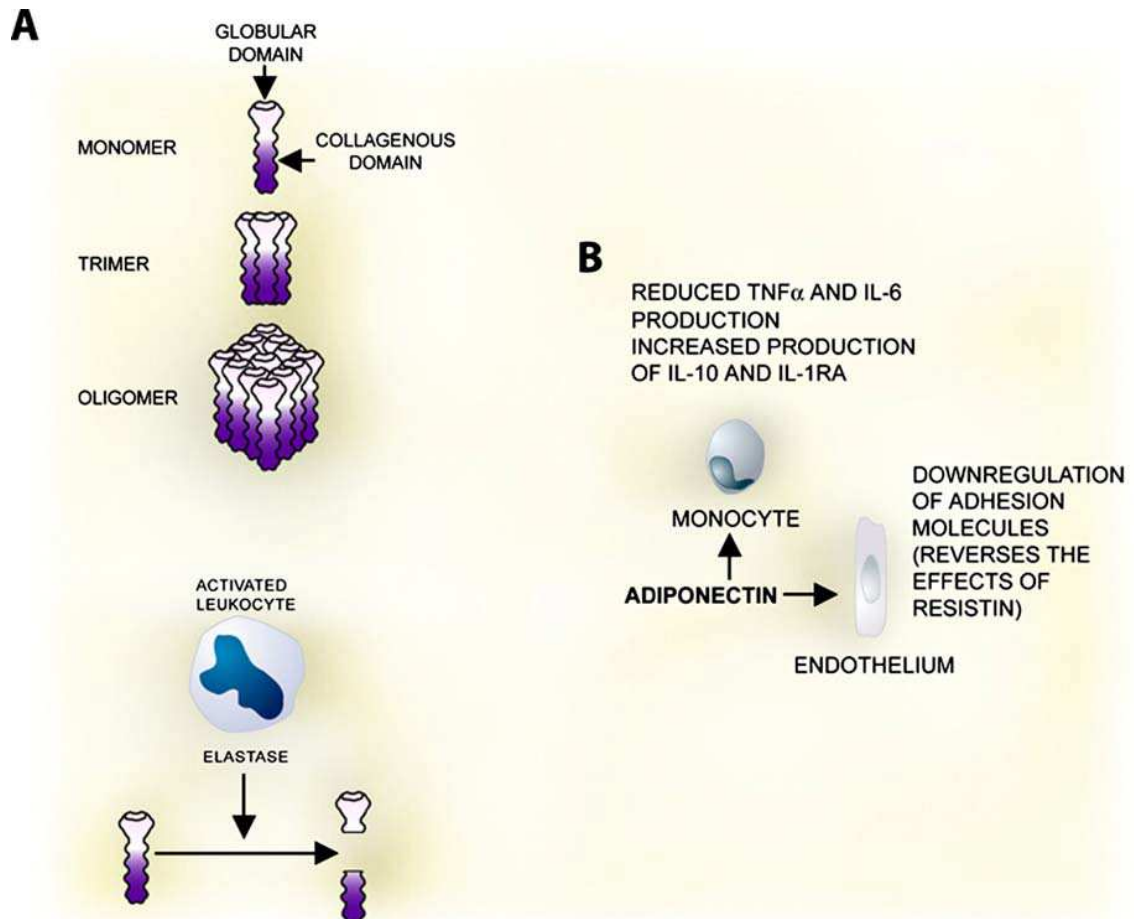 A
GLOBULAR
DOMAIN
MONOMER
COLLAGENOUS
DOMAIN
TRIMER
OLIGOMER
ACTIVATED
LEUKOCYTE
ELASTASE
B
REDUCED TNFα AND IL-6
PRODUCTION
INCREASED PRODUCTION
OF IL-10 AND IL-1RA
MONOCYTE
ADIPONECTIN
DOWNREGULATION
OF ADHESION
MOLECULES
(REVERSES THE
EFFECTS OF
RESISTIN)
ENDOTHELIUM